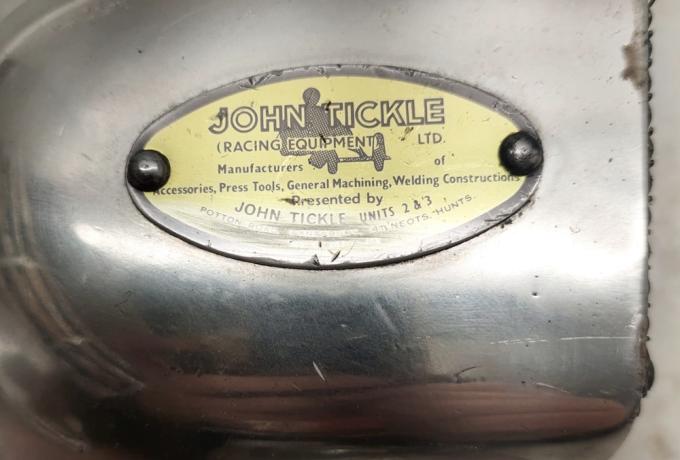 JOHN TICKLE
(RACING EQUIPMENT) LTD.
Manufacturers of
Accessories, Press Tools, General Machining, Welding Constructions
Presented by
JOHN TICKLE UNITS 2 & 3
POTTON NEOTS. HUNTS.